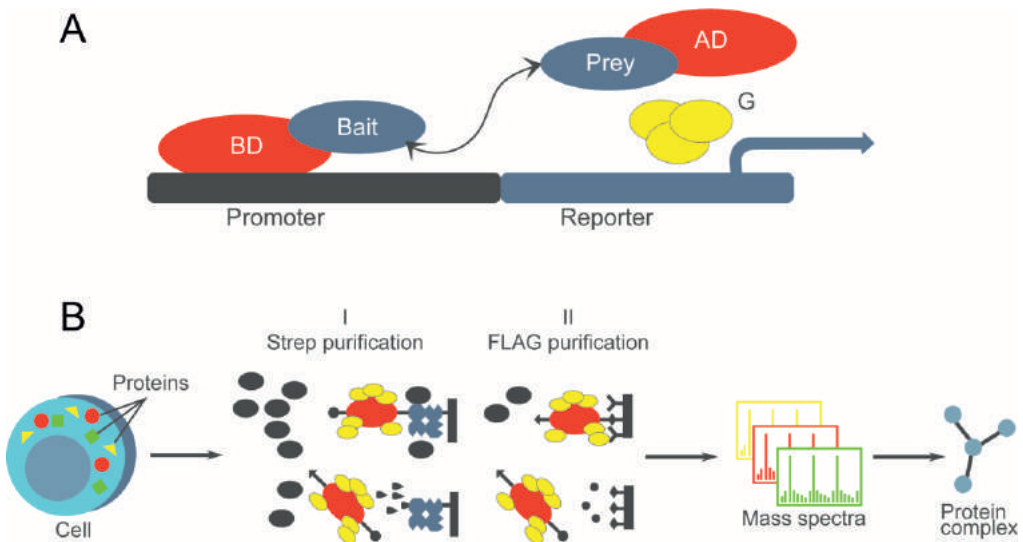 A
AD
Prey
G
Bait
BD
Promoter
Reporter
B
I
II
Strep purification
FLAG purification
Proteins
Cell
Mass spectra
Protein
complex